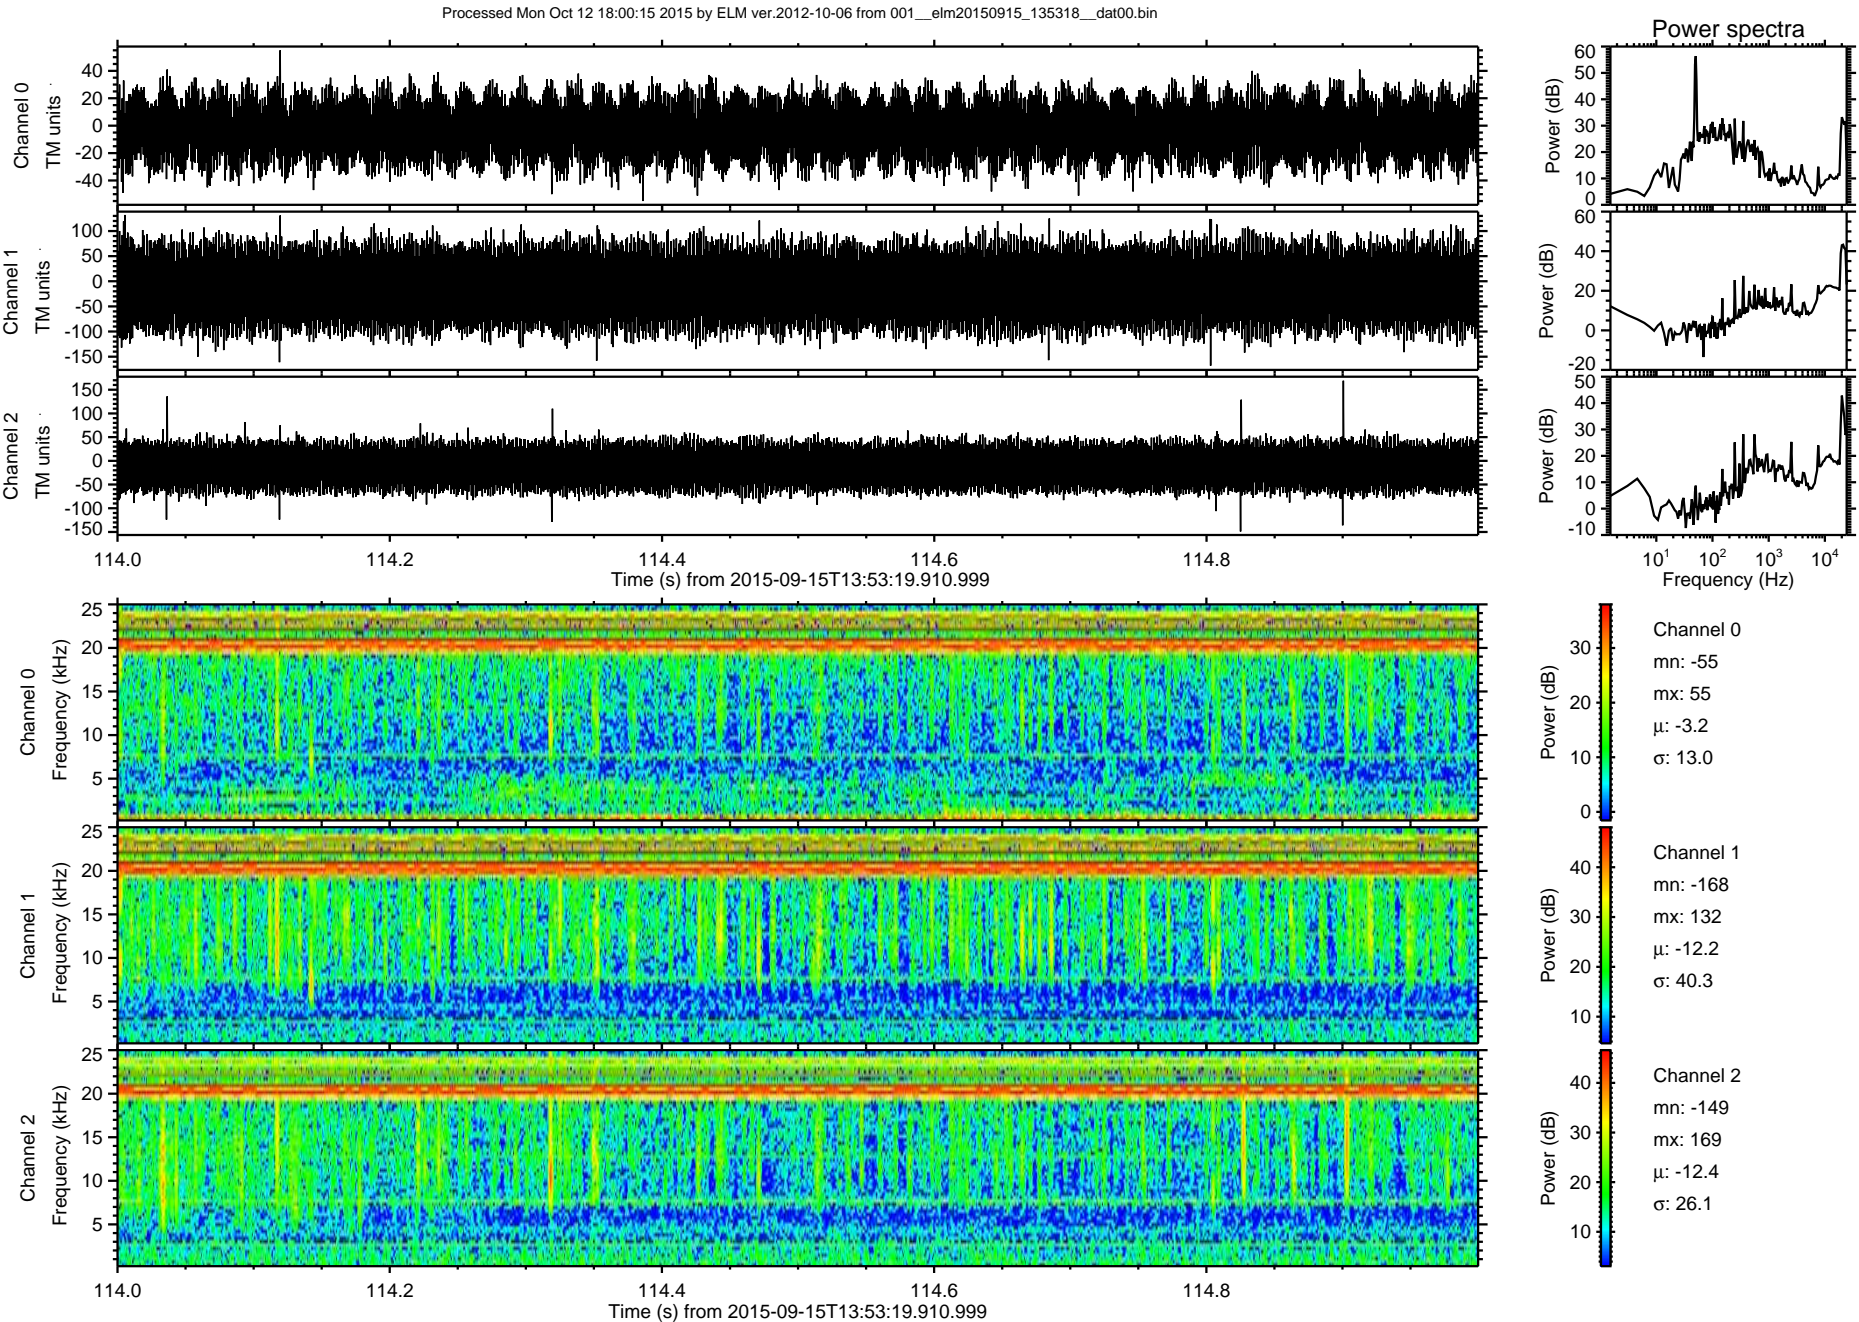 Processed Mon Oct 12 18:00:15 2015 by ELM ver.2012-10-06 from 001__elm20150915_135318__dat00.bin
Power spectra
Channel 0
TM units
40
20
0
-20
-40
Power (dB)
60
50
40
30
20
10
0
Channel 1
TM units
100
50
0
-50
-100
-150
Power (dB)
60
40
20
0
-20
Channel 2
TM units
150
100
50
0
-50
-100
-150
Power (dB)
50
40
30
20
10
0
-10
114.0 114.2 114.4 114.6 114.8
Time (s) from 2015-09-15T13:53:19.910.999
10¹ 10² 10³ 10⁴
Frequency (Hz)
Channel 0
Frequency (kHz)
25
20
15
10
5
Power (dB)
30
20
10
0
Channel 0
mn: -55
mx: 55
µ: -3.2
σ: 13.0
Channel 1
Frequency (kHz)
25
20
15
10
5
Power (dB)
40
30
20
10
Channel 1
mn: -168
mx: 132
µ: -12.2
σ: 40.3
Channel 2
Frequency (kHz)
25
20
15
10
5
Power (dB)
40
30
20
10
Channel 2
mn: -149
mx: 169
µ: -12.4
σ: 26.1
114.0 114.2 114.4 114.6 114.8
Time (s) from 2015-09-15T13:53:19.910.999